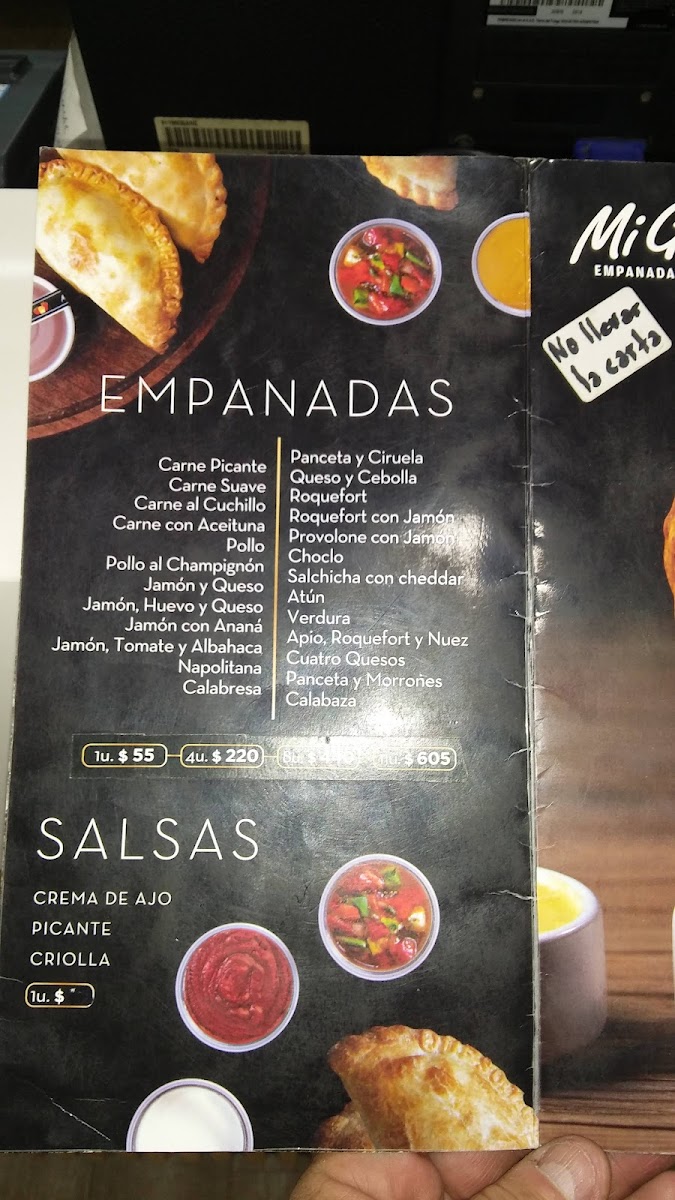 Mi G
EMPANADA
No llevar
la carta
EMPANADAS
Carne Picante
Carne Suave
Carne al Cuchillo
Carne con Aceituna
Pollo
Pollo al Champignón
Jamón y Queso
Jamón, Huevo y Queso
Jamón con Ananá
Jamón, Tomate y Albahaca
Napolitana
Calabresa
Panceta y Ciruela
Queso y Cebolla
Roquefort
Roquefort con Jamón
Provolone con Jamón
Choclo
Salchicha con cheddar
Atún
Verdura
Apio, Roquefort y Nuez
Cuatro Quesos
Panceta y Morroñes
Calabaza
1u. $ 55 4u. $ 220 8u. $ 11u. $ 605
SALSAS
CREMA DE AJO
PICANTE
CRIOLLA
1u. $